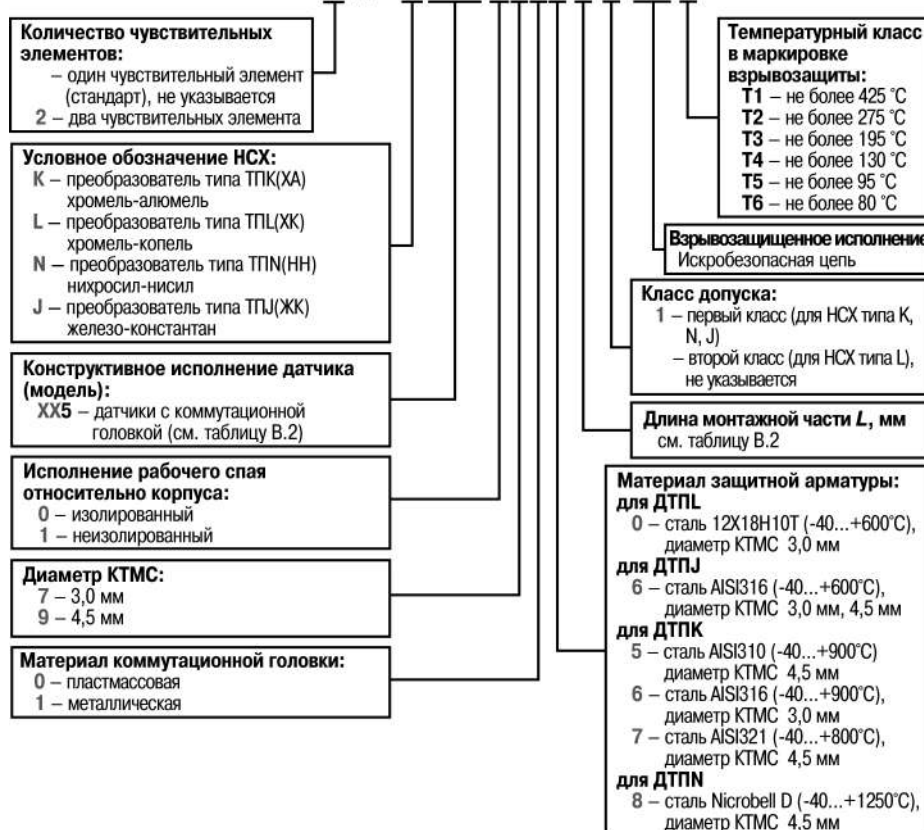 Количество чувствительных
элементов:
– один чувствительный элемент
(стандарт), не указывается
2 – два чувствительных элемента
Условное обозначение НСХ:
K – преобразователь типа ТПK(ХА)
хромель-алюмель
L – преобразователь типа ТПL(ХК)
хромель-копель
N – преобразователь типа ТПN(НН)
нихросил-нисил
J – преобразователь типа ТПJ(ЖК)
железо-константан
Конструктивное исполнение датчика
(модель):
XX5 – датчики с коммутационной
головкой (см. таблицу В.2)
Исполнение рабочего спая
относительно корпуса:
0 – изолированный
1 – неизолированный
Диаметр КТМС:
7 – 3,0 мм
9 – 4,5 мм
Материал коммутационной головки:
0 – пластмассовая
1 – металлическая
Температурный класс
в маркировке
взрывозащиты:
T1 – не более 425 °C
T2 – не более 275 °C
T3 – не более 195 °C
T4 – не более 130 °C
T5 – не более 95 °C
T6 – не более 80 °C
Взрывозащищенное исполнение
Искробезопасная цепь
Класс допуска:
1 – первый класс (для НСХ типа K,
N, J)
– второй класс (для НСХ типа L),
не указывается
Длина монтажной части L, мм
см. таблицу В.2
Материал защитной арматуры:
для ДТПL
0 – сталь 12Х18Н10Т (-40...+600°C),
диаметр КТМС 3,0 мм
для ДТПJ
6 – сталь AISI316 (-40...+600°C),
диаметр КТМС 3,0 мм, 4,5 мм
для ДТПK
5 – сталь AISI310 (-40...+900°C)
диаметр КТМС 4,5 мм
6 – сталь AISI316 (-40...+900°C),
диаметр КТМС 3,0 мм
7 – сталь AISI321 (-40...+800°C),
диаметр КТМС 4,5 мм
для ДТПN
8 – сталь Nicrobell D (-40...+1250°C),
диаметр КТМС 4,5 мм